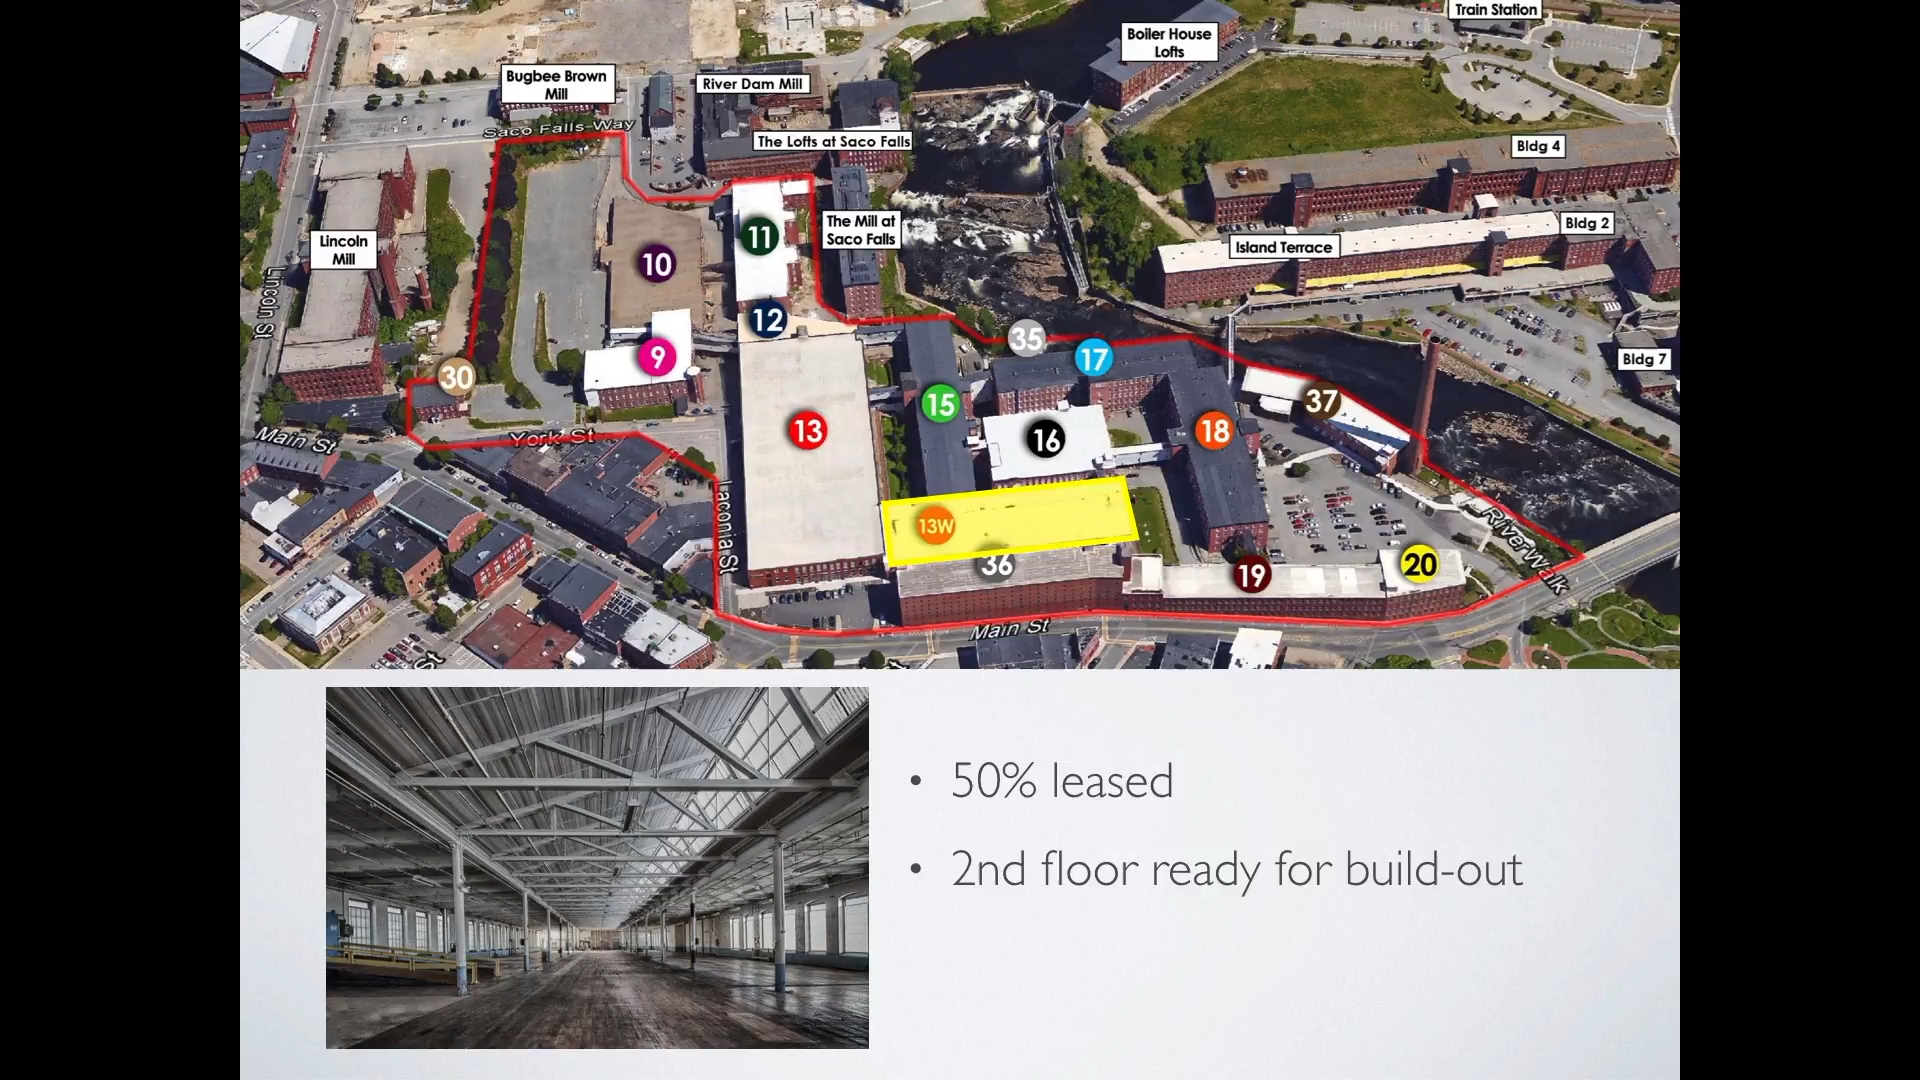 Train Station
Boiler House
Lofts
Bugbee Brown
Mill
River Dam Mill
Saco Falls Way
The Lofts at Saco Falls
Bldg 4
11
The Mill at
Saco Falls
Bldg 2
Lincoln
Mill
Island Terrace
10
Lincoln St
12
35
17
9
Bldg 7
30
15
37
13
16
18
Main St
York St
Laconia St
13W
36
19
20
RiverWalk
Main St
St
• 50% leased
• 2nd floor ready for build-out